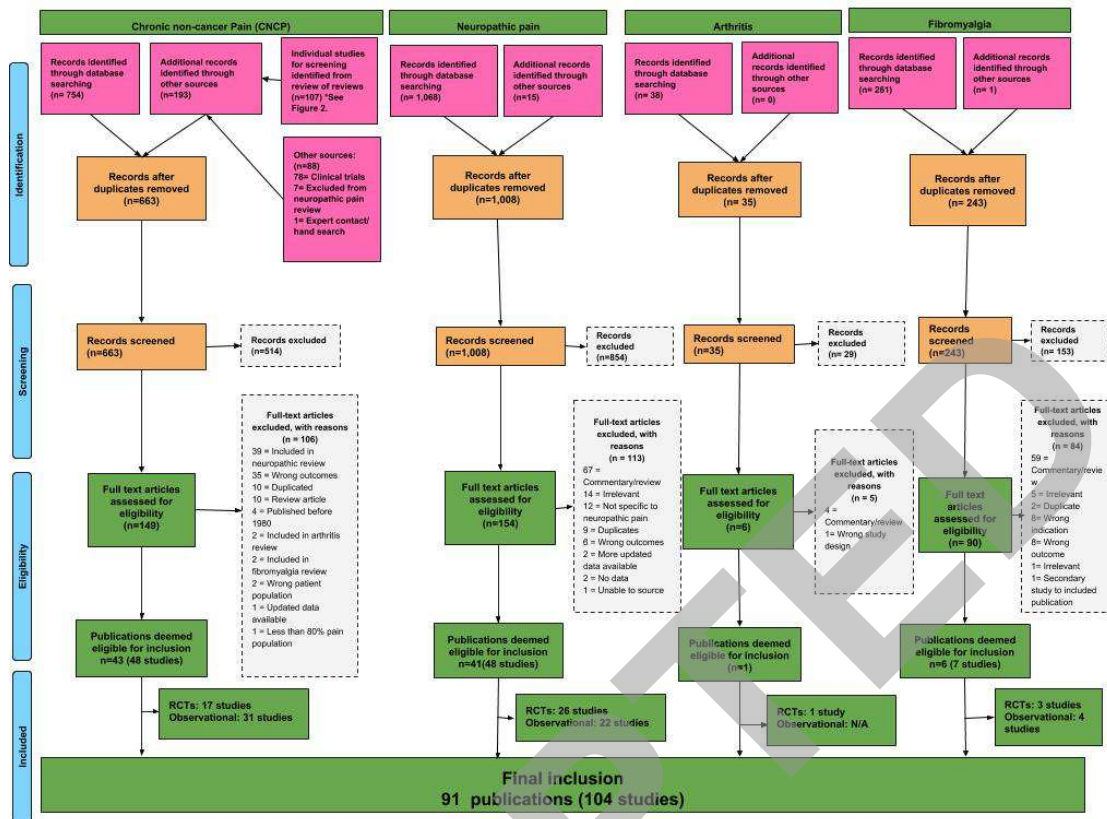 Chronic non-cancer Pain (CNCP)
Neuropathic pain
Arthritis
Fibromyalgia
Identification
Records identified
through database
searching
(n= 754)
Additional records
identified through
other sources
(n=193)
Individual studies
for screening
identified from
review of reviews
(n=107) *See
Figure 2.
Records identified
through database
searching
(n= 1,068)
Additional records
identified through
other sources
(n=15)
Records identified
through database
searching
(n= 38)
Additional records
identified through
other sources
(n= 0)
Records identified
through database
searching
(n= 261)
Additional records
identified through
other sources
(n= 1)
Other sources:
(n=88)
78= Clinical trials
7= Excluded from
neuropathic pain
review
1= Expert contact/
hand search
Records after
duplicates removed
(n=663)
Records after
duplicates removed
(n=1,008)
Records after
duplicates removed
(n= 35)
Records after
duplicates removed
(n= 243)
Screening
Records screened
(n=663)
Records excluded
(n=514)
Records screened
(n=1,008)
Records
excluded
(n=854)
Records screened
(n=35)
Records
excluded
(n= 29)
Records
screened
(n=243)
Records
excluded
(n= 153)
Eligibility
Full text articles
assessed for
eligibility
(n=149)
Full-text articles
excluded, with reasons
(n = 106)
39 = Included in
neuropathic review
35 = Wrong outcomes
10 = Duplicated
10 = Review article
4 = Published before
1980
2 = Included in arthritis
review
2 = Included in
fibromyalgia review
2 = Wrong patient
population
1 = Updated data
available
1 = Less than 80% pain
population
Full text articles
assessed for
eligibility
(n=154)
Full-text articles
excluded, with
reasons
(n = 113)
67 =
Commentary/review
14 = Irrelevant
12 = Not specific to
neuropathic pain
9 = Duplicates
6 = Wrong outcomes
2 = More updated
data available
2 = No data
1 = Unable to source
Full text articles
assessed for
eligibility
(n=6)
Full-text articles
excluded, with
reasons
(n = 5)
4 =
Commentary/review
1= Wrong study
design
Full text
articles
assessed for
eligibility
(n= 90)
Full-text articles
excluded, with
reasons
(n = 84)
59 =
Commentary/revie
w
5 = Irrelevant
2= Duplicate
8= Wrong
indication
8= Wrong
outcome
1= Irrelevant
1= Secondary
study to included
publication
Publications deemed
eligible for inclusion
n=43 (48 studies)
Publications deemed
eligible for inclusion
n=41(48 studies)
Publications deemed
eligible for inclusion
(n=1)
Publications deemed
eligible for inclusion
n=6 (7 studies)
Included
RCTs: 17 studies
Observational: 31 studies
RCTs: 26 studies
Observational: 22 studies
RCTs: 1 study
Observational: N/A
RCTs: 3 studies
Observational: 4
studies
Final inclusion
91 publications (104 studies)
PTED